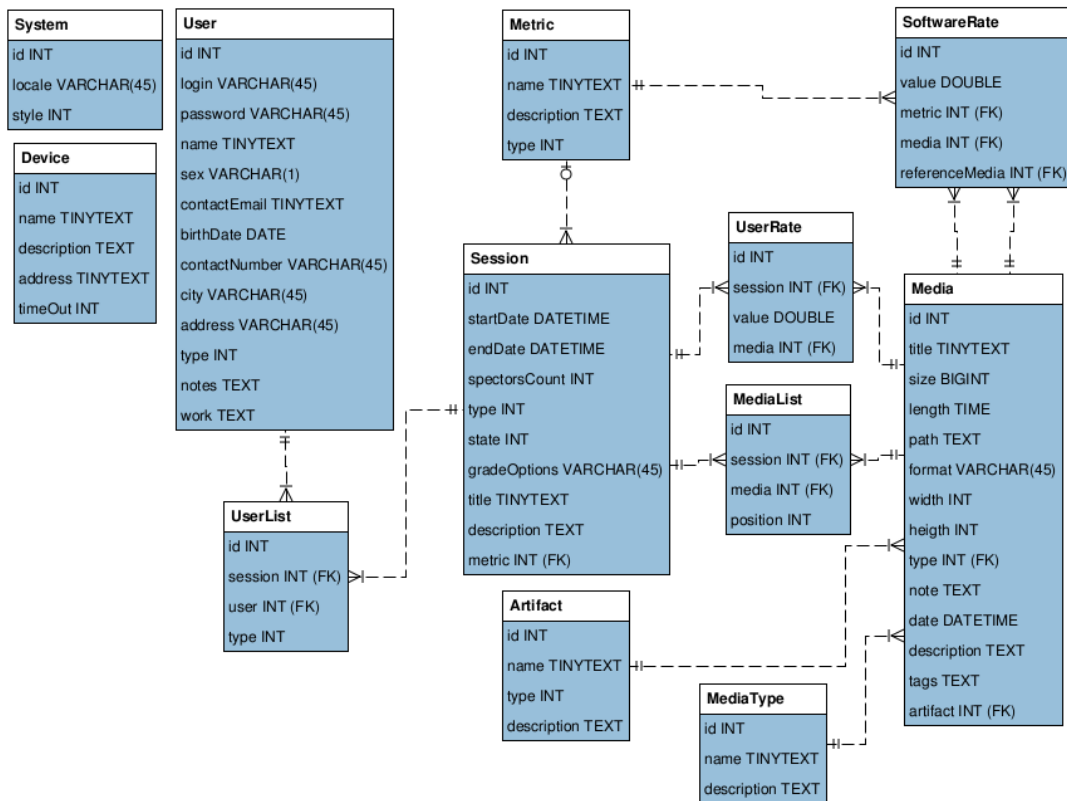 System
id INT
locale VARCHAR(45)
style INT
Device
id INT
name TINYTEXT
description TEXT
address TINYTEXT
timeOut INT
User
id INT
login VARCHAR(45)
password VARCHAR(45)
name TINYTEXT
sex VARCHAR(1)
contactEmail TINYTEXT
birthDate DATE
contactNumber VARCHAR(45)
city VARCHAR(45)
address VARCHAR(45)
type INT
notes TEXT
work TEXT
UserList
id INT
session INT (FK)
user INT (FK)
type INT
Metric
id INT
name TINYTEXT
description TEXT
type INT
Session
id INT
startDate DATETIME
endDate DATETIME
spectorsCount INT
type INT
state INT
gradeOptions VARCHAR(45)
title TINYTEXT
description TEXT
metric INT (FK)
Artifact
id INT
name TINYTEXT
type INT
description TEXT
UserRate
id INT
session INT (FK)
value DOUBLE
media INT (FK)
MediaList
id INT
session INT (FK)
media INT (FK)
position INT
MediaType
id INT
name TINYTEXT
description TEXT
SoftwareRate
id INT
value DOUBLE
metric INT (FK)
media INT (FK)
referenceMedia INT (FK)
Media
id INT
title TINYTEXT
size BIGINT
length TIME
path TEXT
format VARCHAR(45)
width INT
heigth INT
type INT (FK)
note TEXT
date DATETIME
description TEXT
tags TEXT
artifact INT (FK)